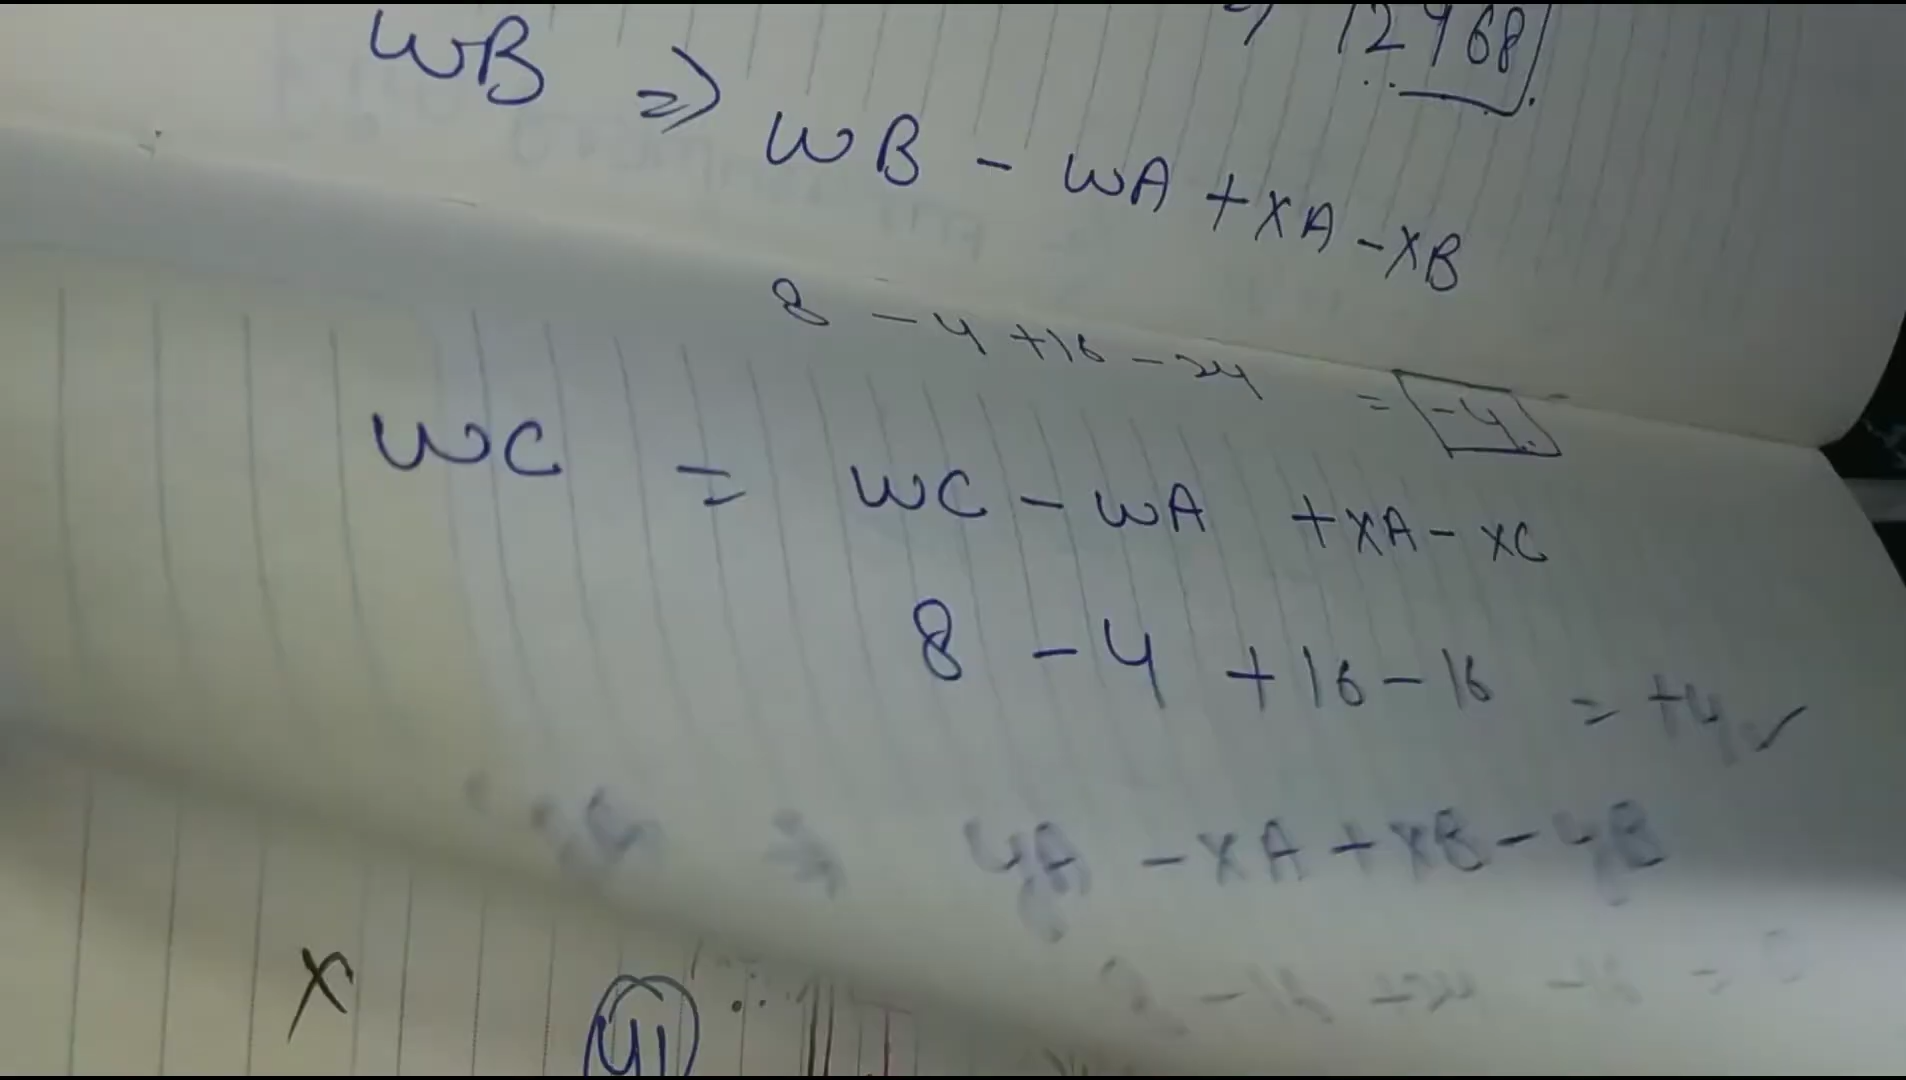 12468
WB ⇒ WB - WA + XA - XB
8 - 4 + 16 - 24 = -4
WC = WC - WA + XA - XC
8 - 4 + 16 - 16 = +4 ✓
YA - XA + XB - YB
X
41